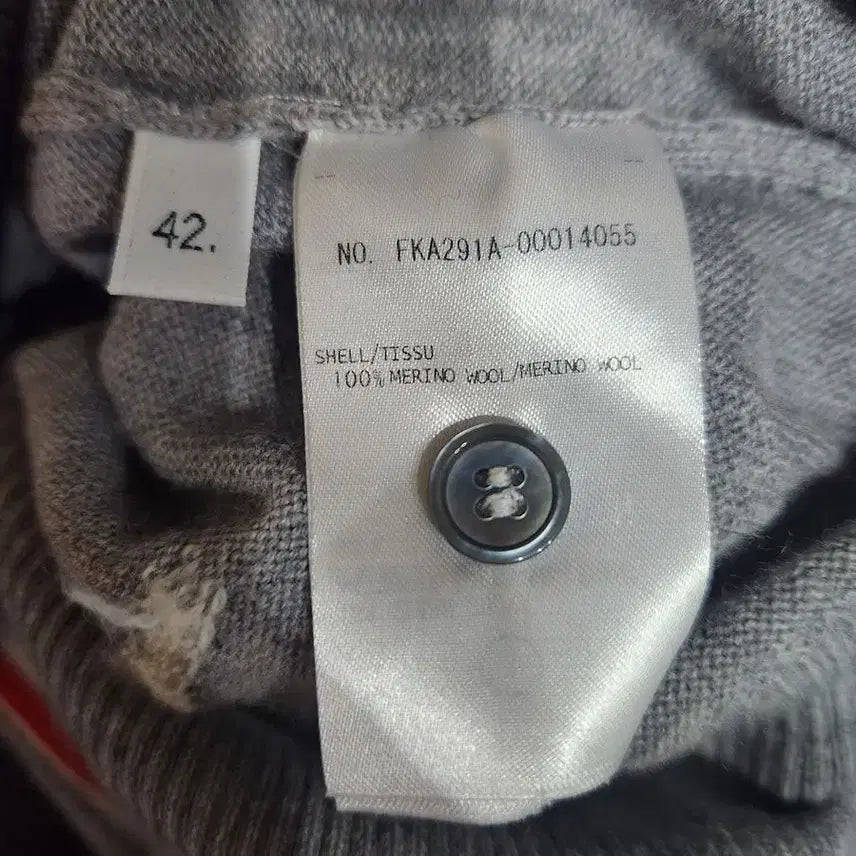 42.
NO. FKA291A-00014055
SHELL/TISSU
100% MERINO WOOL/MERINO WOOL